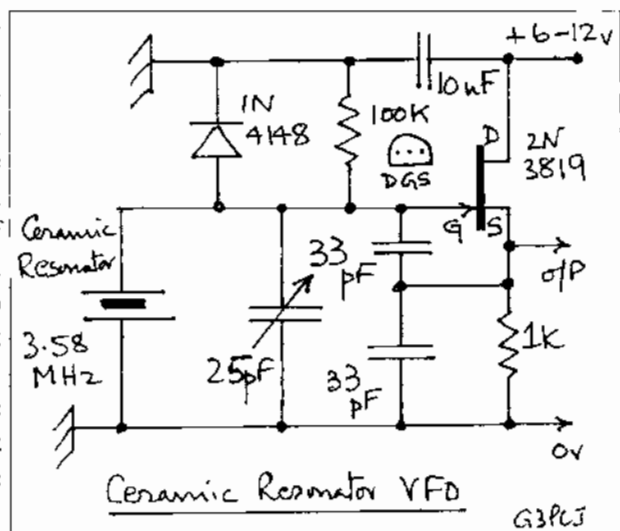 +6-12v
10nF
1N
4148
100K
DGS
D
2N
3819
G
S
Ceramic
Resonator
33
pF
o/P
3.58
MHz
25pF
33
pF
1K
0v
Ceramic Resonator VFO
G3PCJ